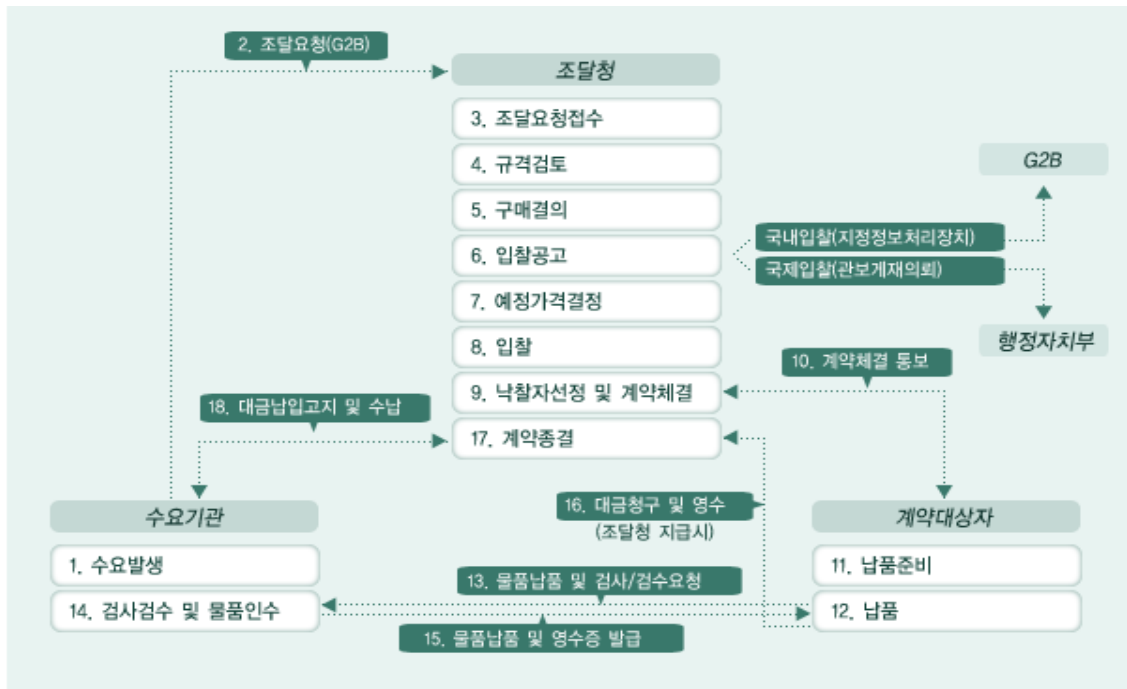 2. 조달요청(G2B)
조달청
3. 조달요청접수
4. 규격검토
G2B
5. 구매결의
6. 입찰공고
국내입찰(지정정보처리장치)
국제입찰(관보게재의뢰)
7. 예정가격결정
행정자치부
8. 입찰
10. 계약체결 통보
9. 낙찰자선정 및 계약체결
18. 대금납입고지 및 수납
17. 계약종결
16. 대금청구 및 영수
(조달청 지급시)
수요기관
계약대상자
1. 수요발생
11. 납품준비
13. 물품납품 및 검사/검수요청
14. 검사검수 및 물품인수
12. 납품
15. 물품납품 및 영수증 발급